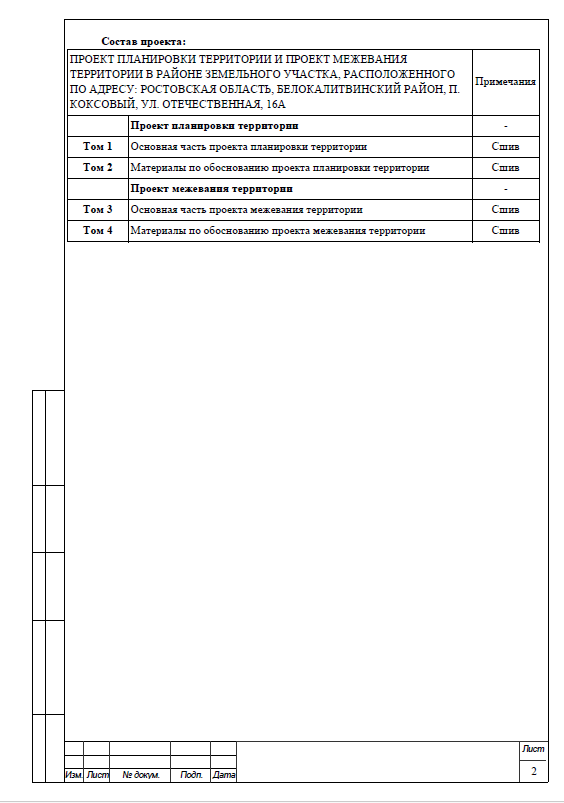 Состав проекта:
ПРОЕКТ ПЛАНИРОВКИ ТЕРРИТОРИИ И ПРОЕКТ МЕЖЕВАНИЯ
ТЕРРИТОРИИ В РАЙОНЕ ЗЕМЕЛЬНОГО УЧАСТКА, РАСПОЛОЖЕННОГО
ПО АДРЕСУ: РОСТОВСКАЯ ОБЛАСТЬ, БЕЛОКАЛИТВИНСКИЙ РАЙОН, П.
КОКСОВЫЙ, УЛ. ОТЕЧЕСТВЕННАЯ, 16А
Примечания
Проект планировки территории -
Том 1 Основная часть проекта планировки территории Сшив
Том 2 Материалы по обоснованию проекта планировки территории Сшив
Проект межевания территории -
Том 3 Основная часть проекта межевания территории Сшив
Том 4 Материалы по обоснованию проекта межевания территории Сшив
Изм. Лист № докум. Подп. Дата
Лист
2